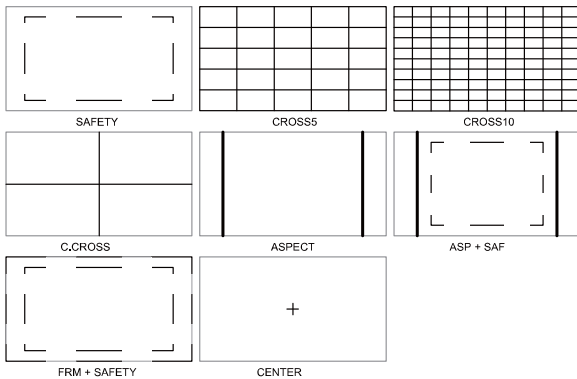 SAFETY
CROSS5
CROSS10
C.CROSS
ASPECT
ASP + SAF
FRM + SAFETY
CENTER